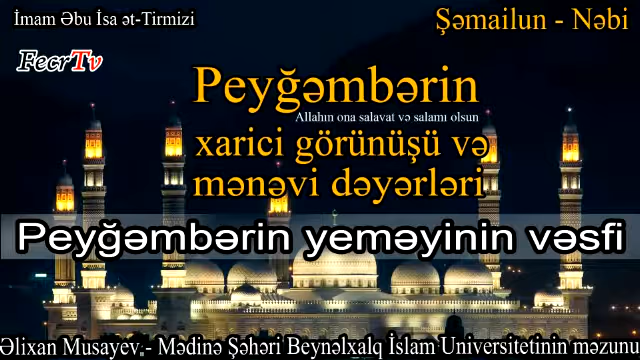 İmam Əbu İsa ət-Tirmizi
Şəmailun - Nəbi
FecrTv
Peyğəmbərin
Allahın ona salavat və salamı olsun
xarici görünüşü və
mənəvi dəyərləri
Peyğəmbərin yeməyinin vəsfi
Əlixan Musayev - Mədinə Şəhəri Beynəlxalq İslam Universitetinin məzunu